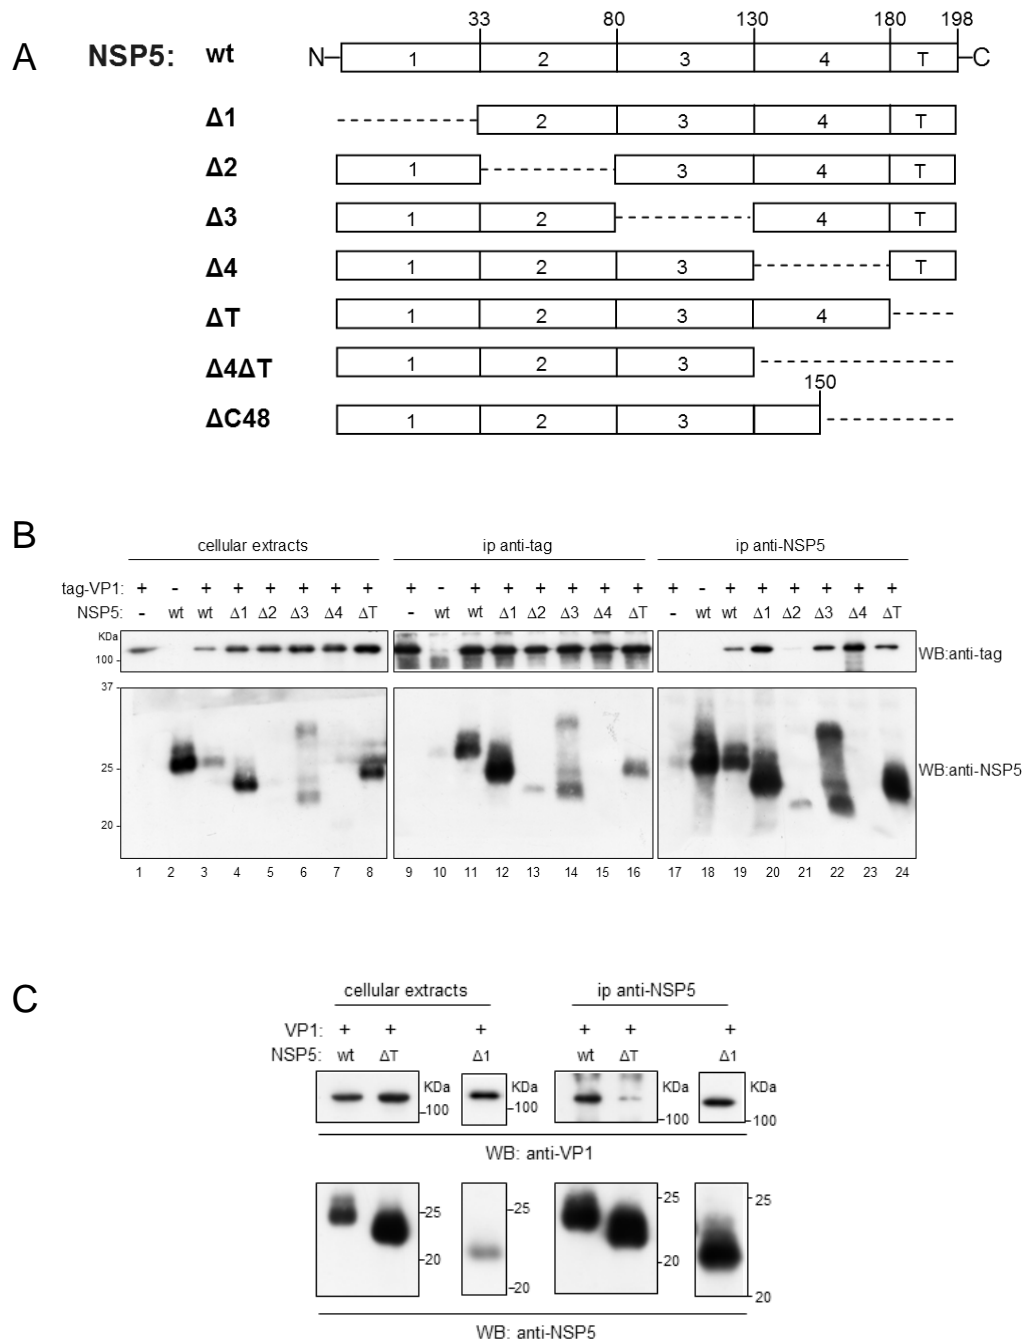 A
NSP5: wt
33 80 130 180 198
N 1 2 3 4 T C
Δ1 2 3 4 T
Δ2 1 3 4 T
Δ3 1 2 4 T
Δ4 1 2 3 T
ΔT 1 2 3 4
Δ4ΔT 1 2 3
150
ΔC48 1 2 3
B
cellular extracts ip anti-tag ip anti-NSP5
tag-VP1: + - + + + + + + + - + + + + + + + - + + + + + +
NSP5: - wt wt Δ1 Δ2 Δ3 Δ4 ΔT - wt wt Δ1 Δ2 Δ3 Δ4 ΔT - wt wt Δ1 Δ2 Δ3 Δ4 ΔT
KDa
100 - WB:anti-tag
37 -
25 - WB:anti-NSP5
20 -
1 2 3 4 5 6 7 8 9 10 11 12 13 14 15 16 17 18 19 20 21 22 23 24
C
cellular extracts ip anti-NSP5
VP1: + + + + + +
NSP5: wt ΔT Δ1 wt ΔT Δ1
KDa KDa KDa KDa
-100 -100 -100 -100
WB: anti-VP1
-25 -25 -25 -25
-20 -20 -20 20
WB: anti-NSP5